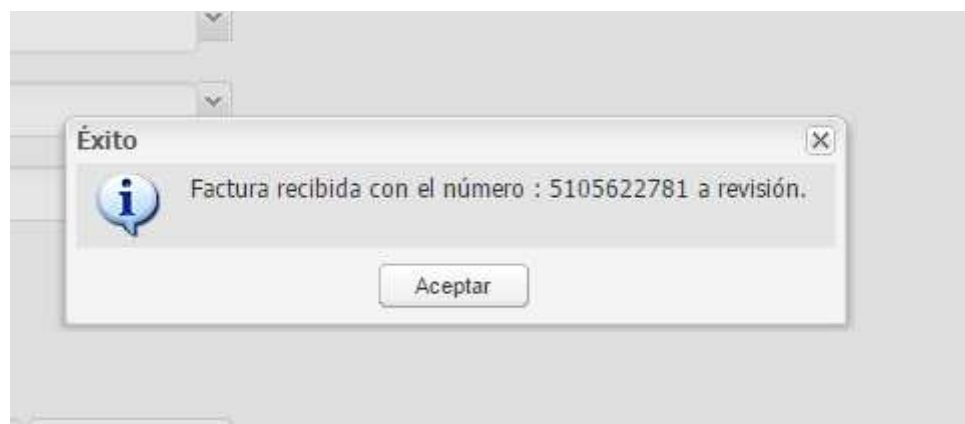 Éxito
Factura recibida con el número : 5105622781 a revisión.
Aceptar